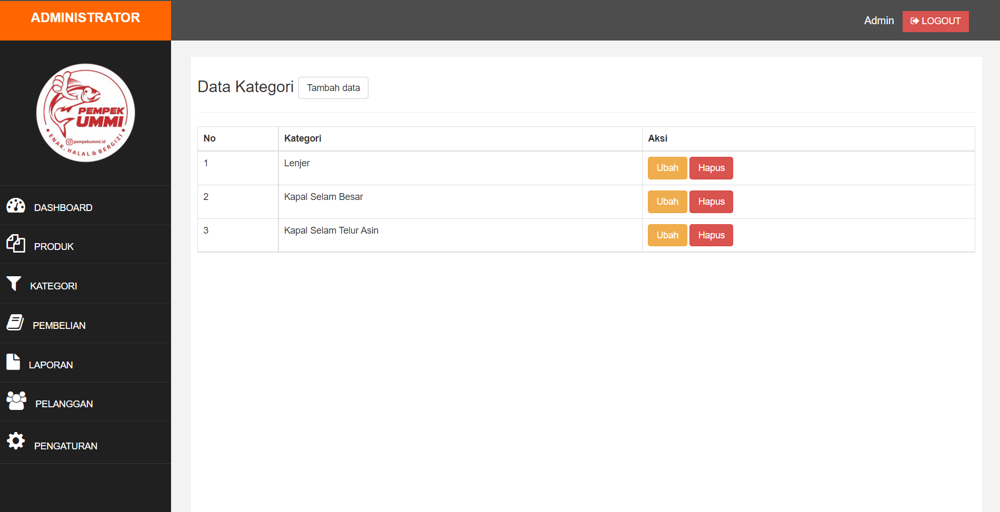 ADMINISTRATOR
Admin LOGOUT
PEMPEK
UMMI
pempekummi.id
ENAK, HALAL & BERGIZI
DASHBOARD
PRODUK
KATEGORI
PEMBELIAN
LAPORAN
PELANGGAN
PENGATURAN
Data Kategori Tambah data
No Kategori Aksi
1 Lenjer Ubah Hapus
2 Kapal Selam Besar Ubah Hapus
3 Kapal Selam Telur Asin Ubah Hapus